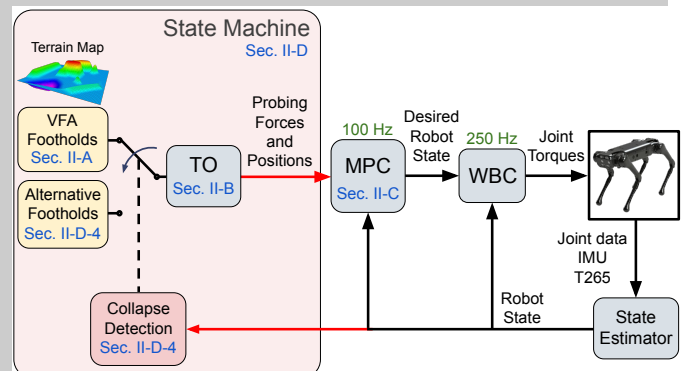 State Machine
Sec. II-D
Terrain Map
VFA
Footholds
Sec. II-A
Alternative
Footholds
Sec. II-D-4
TO
Sec. II-B
Probing
Forces
and
Positions
100 Hz
MPC
Sec. II-C
Desired
Robot
State
250 Hz
WBC
Joint
Torques
Joint data
IMU
T265
State
Estimator
Robot
State
Collapse
Detection
Sec. II-D-4